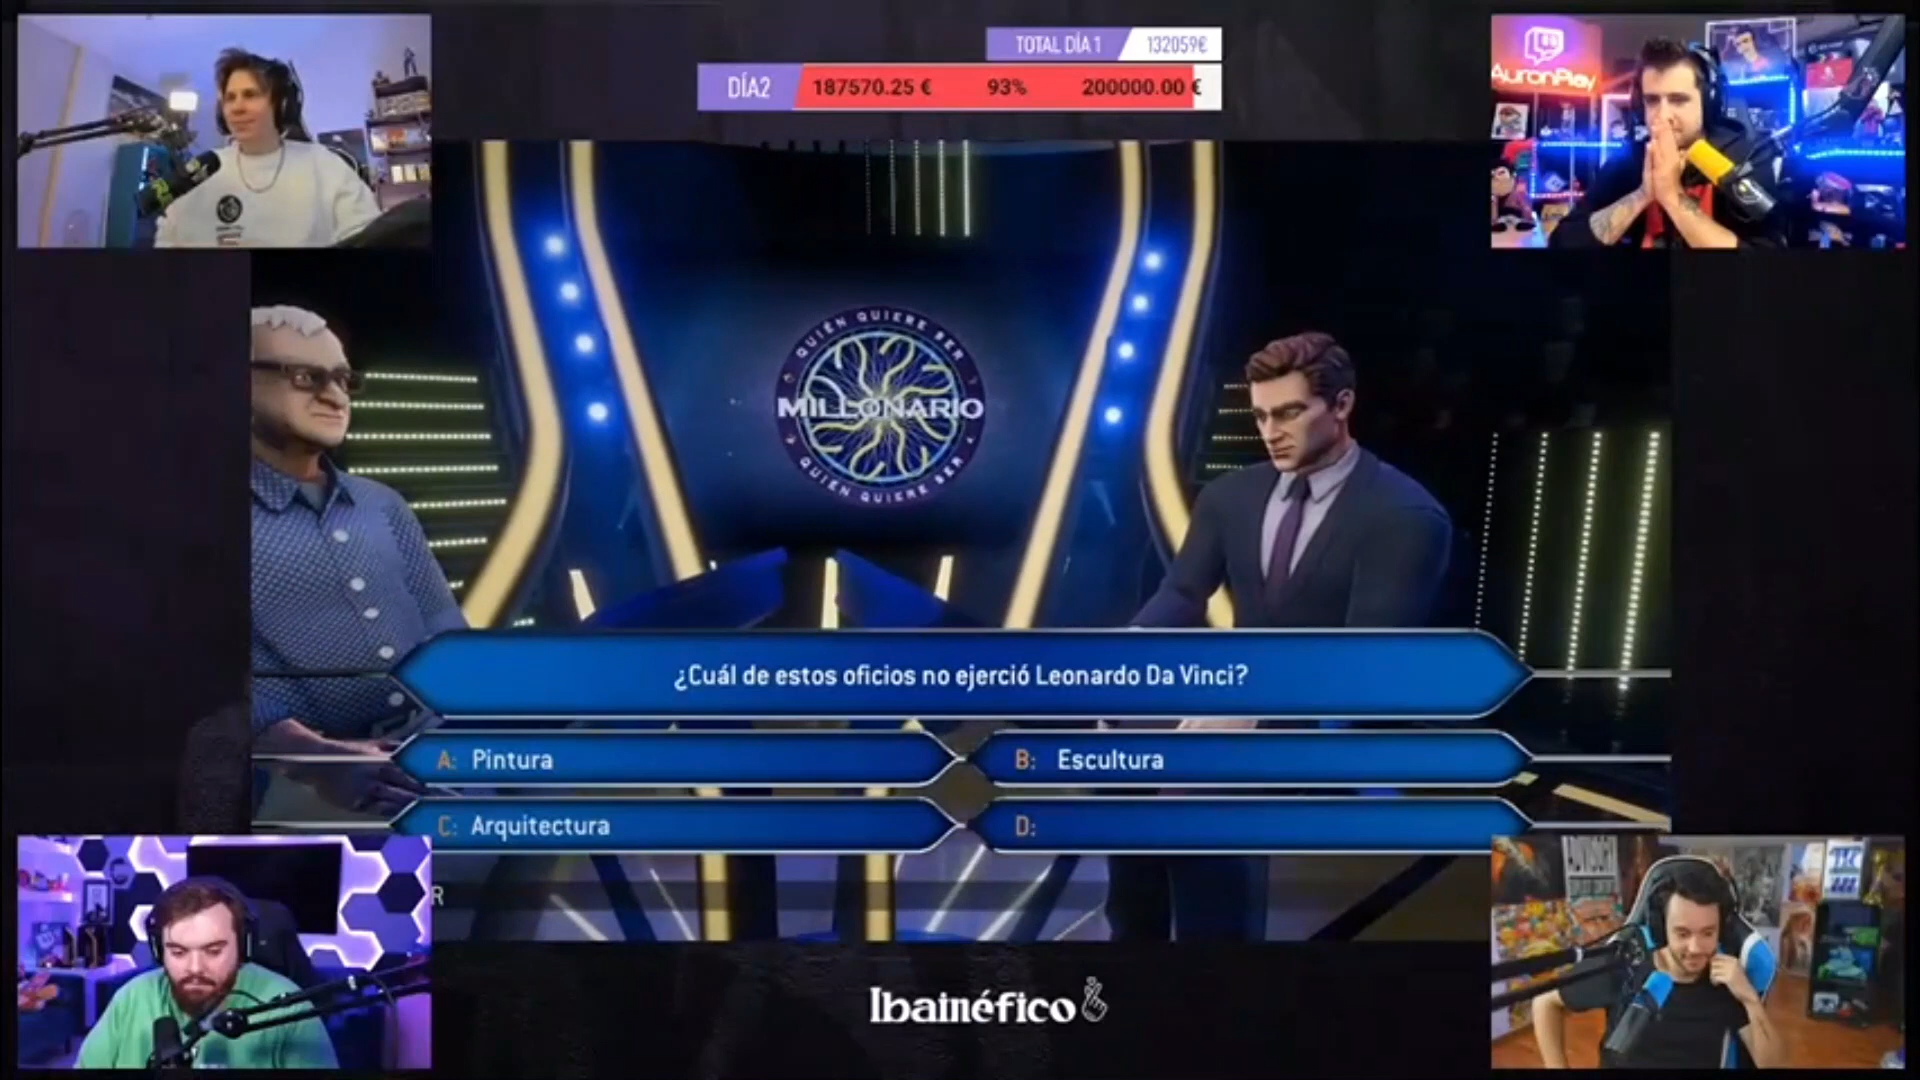 TOTAL DÍA 1 132059€
DÍA2 187570.25 € 93% 200000.00 €
AuronPlay
QUIÉN QUIERE SER
MILLONARIO
QUIÉN QUIERE SER
¿Cuál de estos oficios no ejerció Leonardo Da Vinci?
A: Pintura
B: Escultura
C: Arquitectura
D:
R
Ibainéfico